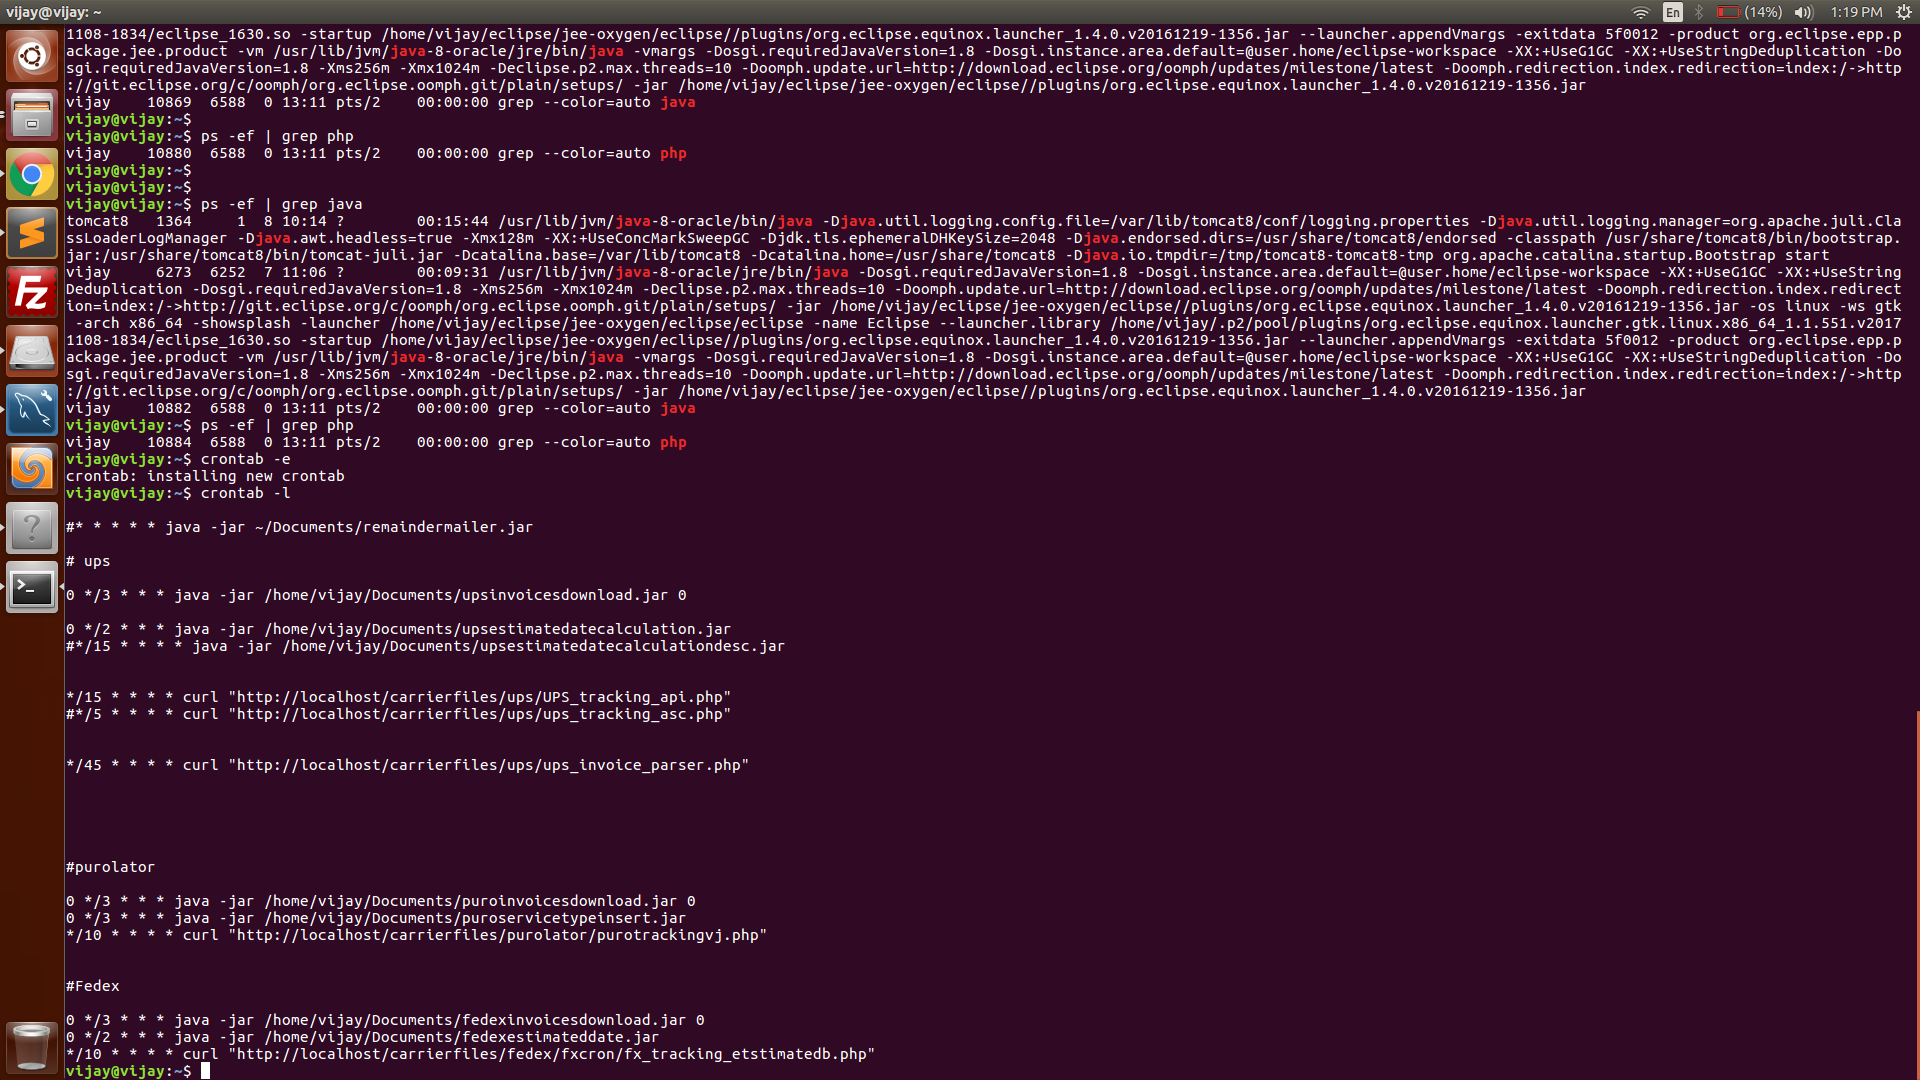 vijay@vijay: ~
En
(14%)
1:19 PM
1108-1834/eclipse_1630.so -startup /home/vijay/eclipse/jee-oxygen/eclipse//plugins/org.eclipse.equinox.launcher_1.4.0.v20161219-1356.jar --launcher.appendVmargs -exitdata 5f0012 -product org.eclipse.epp.p
ackage.jee.product -vm /usr/lib/jvm/java-8-oracle/jre/bin/java -vmargs -Dosgi.requiredJavaVersion=1.8 -Dosgi.instance.area.default=@user.home/eclipse-workspace -XX:+UseG1GC -XX:+UseStringDeduplication -Do
sgi.requiredJavaVersion=1.8 -Xms256m -Xmx1024m -Declipse.p2.max.threads=10 -Doomph.update.url=http://download.eclipse.org/oomph/updates/milestone/latest -Doomph.redirection.index.redirection=index:/->http
://git.eclipse.org/c/oomph/org.eclipse.oomph.git/plain/setups/ -jar /home/vijay/eclipse/jee-oxygen/eclipse//plugins/org.eclipse.equinox.launcher_1.4.0.v20161219-1356.jar
vijay    10869  6588  0 13:11 pts/2    00:00:00 grep --color=auto java
vijay@vijay:~$
vijay@vijay:~$ ps -ef | grep php
vijay    10880  6588  0 13:11 pts/2    00:00:00 grep --color=auto php
vijay@vijay:~$
vijay@vijay:~$
vijay@vijay:~$ ps -ef | grep java
tomcat8   1364     1  8 10:14 ?        00:15:44 /usr/lib/jvm/java-8-oracle/bin/java -Djava.util.logging.config.file=/var/lib/tomcat8/conf/logging.properties -Djava.util.logging.manager=org.apache.juli.Cla
ssLoaderLogManager -Djava.awt.headless=true -Xmx128m -XX:+UseConcMarkSweepGC -Djdk.tls.ephemeralDHKeySize=2048 -Djava.endorsed.dirs=/usr/share/tomcat8/endorsed -classpath /usr/share/tomcat8/bin/bootstrap.
jar:/usr/share/tomcat8/bin/tomcat-juli.jar -Dcatalina.base=/var/lib/tomcat8 -Dcatalina.home=/usr/share/tomcat8 -Djava.io.tmpdir=/tmp/tomcat8-tomcat8-tmp org.apache.catalina.startup.Bootstrap start
vijay     6273  6252  7 11:06 ?        00:09:31 /usr/lib/jvm/java-8-oracle/jre/bin/java -Dosgi.requiredJavaVersion=1.8 -Dosgi.instance.area.default=@user.home/eclipse-workspace -XX:+UseG1GC -XX:+UseString
Deduplication -Dosgi.requiredJavaVersion=1.8 -Xms256m -Xmx1024m -Declipse.p2.max.threads=10 -Doomph.update.url=http://download.eclipse.org/oomph/updates/milestone/latest -Doomph.redirection.index.redirect
ion=index:/->http://git.eclipse.org/c/oomph/org.eclipse.oomph.git/plain/setups/ -jar /home/vijay/eclipse/jee-oxygen/eclipse//plugins/org.eclipse.equinox.launcher_1.4.0.v20161219-1356.jar -os linux -ws gtk
 -arch x86_64 -showsplash -launcher /home/vijay/eclipse/jee-oxygen/eclipse/eclipse -name Eclipse --launcher.library /home/vijay/.p2/pool/plugins/org.eclipse.equinox.launcher.gtk.linux.x86_64_1.1.551.v2017
1108-1834/eclipse_1630.so -startup /home/vijay/eclipse/jee-oxygen/eclipse//plugins/org.eclipse.equinox.launcher_1.4.0.v20161219-1356.jar --launcher.appendVmargs -exitdata 5f0012 -product org.eclipse.epp.p
ackage.jee.product -vm /usr/lib/jvm/java-8-oracle/jre/bin/java -vmargs -Dosgi.requiredJavaVersion=1.8 -Dosgi.instance.area.default=@user.home/eclipse-workspace -XX:+UseG1GC -XX:+UseStringDeduplication -Do
sgi.requiredJavaVersion=1.8 -Xms256m -Xmx1024m -Declipse.p2.max.threads=10 -Doomph.update.url=http://download.eclipse.org/oomph/updates/milestone/latest -Doomph.redirection.index.redirection=index:/->http
://git.eclipse.org/c/oomph/org.eclipse.oomph.git/plain/setups/ -jar /home/vijay/eclipse/jee-oxygen/eclipse//plugins/org.eclipse.equinox.launcher_1.4.0.v20161219-1356.jar
vijay    10882  6588  0 13:11 pts/2    00:00:00 grep --color=auto java
vijay@vijay:~$ ps -ef | grep php
vijay    10884  6588  0 13:11 pts/2    00:00:00 grep --color=auto php
vijay@vijay:~$ crontab -e
crontab: installing new crontab
vijay@vijay:~$ crontab -l
#* * * * * java -jar ~/Documents/remaindermailer.jar
# ups
0 */3 * * * java -jar /home/vijay/Documents/upsinvoicesdownload.jar 0
0 */2 * * * java -jar /home/vijay/Documents/upsestimatedatecalculation.jar
#*/15 * * * * java -jar /home/vijay/Documents/upsestimatedatecalculationdesc.jar
*/15 * * * * curl "http://localhost/carrierfiles/ups/UPS_tracking_api.php"
#*/5 * * * * curl "http://localhost/carrierfiles/ups/ups_tracking_asc.php"
*/45 * * * * curl "http://localhost/carrierfiles/ups/ups_invoice_parser.php"
#purolator
0 */3 * * * java -jar /home/vijay/Documents/puroinvoicesdownload.jar 0
0 */3 * * * java -jar /home/vijay/Documents/puroservicetypeinsert.jar
*/10 * * * * curl "http://localhost/carrierfiles/purolator/purotrackingvj.php"
#Fedex
0 */3 * * * java -jar /home/vijay/Documents/fedexinvoicesdownload.jar 0
0 */2 * * * java -jar /home/vijay/Documents/fedexestimateddate.jar
*/10 * * * * curl "http://localhost/carrierfiles/fedex/fxcron/fx_tracking_etstimatedb.php"
vijay@vijay:~$